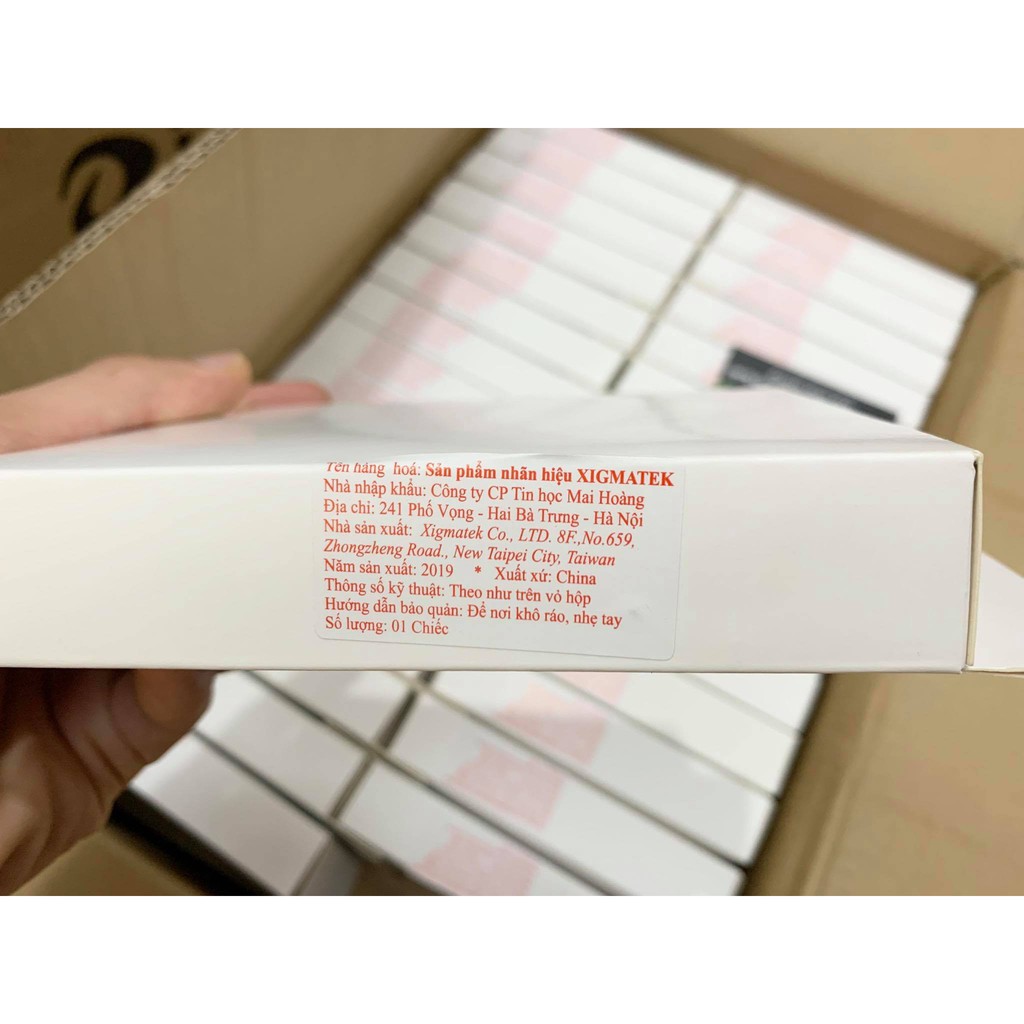 Tên hàng hoá: Sản phẩm nhãn hiệu XIGMATEK
Nhà nhập khẩu: Công ty CP Tin học Mai Hoàng
Địa chỉ: 241 Phố Vọng - Hai Bà Trưng - Hà Nội
Nhà sản xuất: Xigmatek Co., LTD. 8F.,No.659,
Zhongzheng Road., New Taipei City, Taiwan
Năm sản xuất: 2019 * Xuất xứ: China
Thông số kỹ thuật: Theo như trên vỏ hộp
Hướng dẫn bảo quản: Để nơi khô ráo, nhẹ tay
Số lượng: 01 Chiếc